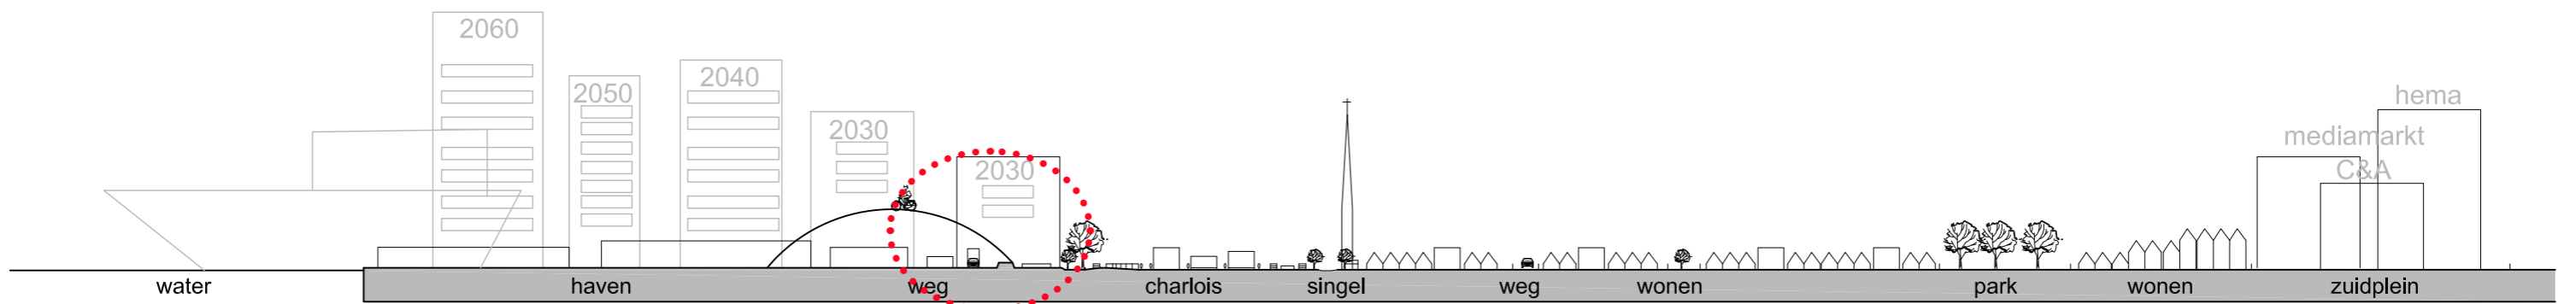 2060
2050
2040
2030
2030
hema
mediamarkt
C&A
water
haven
weg
charlois
singel
weg
wonen
park
wonen
zuidplein